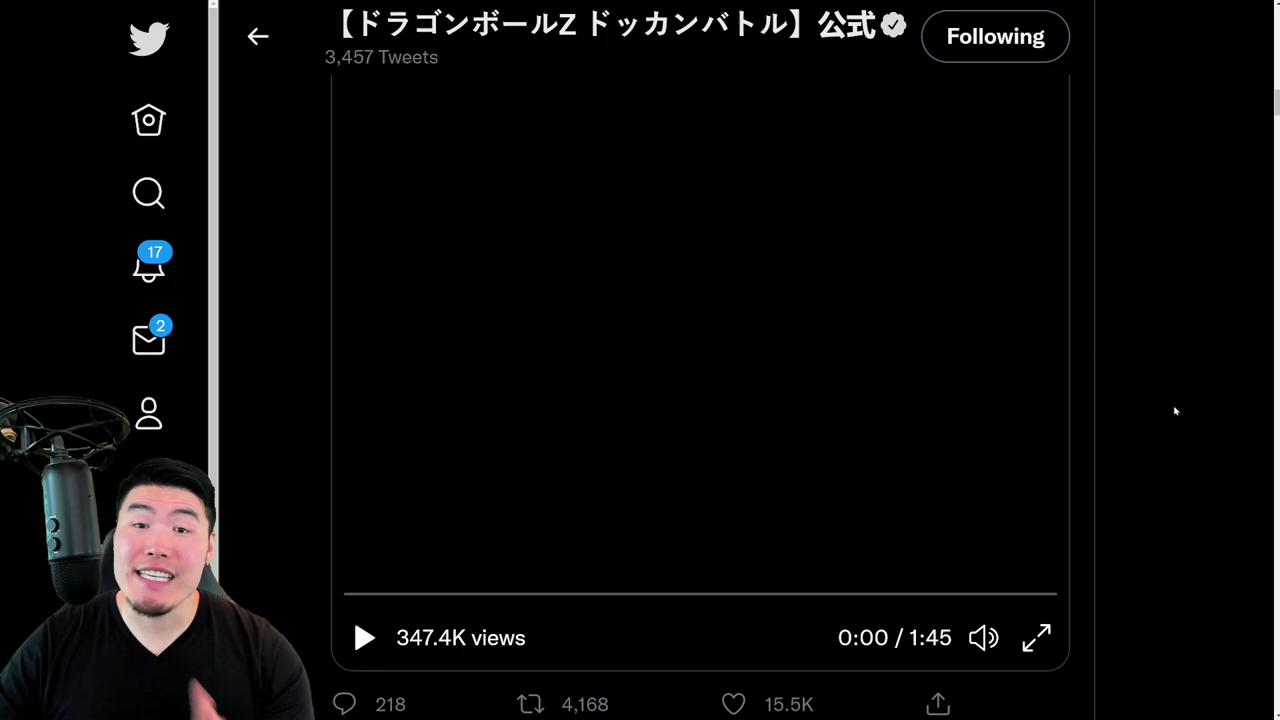 【ドラゴンボールZ ドッカンバトル】公式
3,457 Tweets
Following
17
2
347.4K views
0:00 / 1:45
218
4,168
15.5K